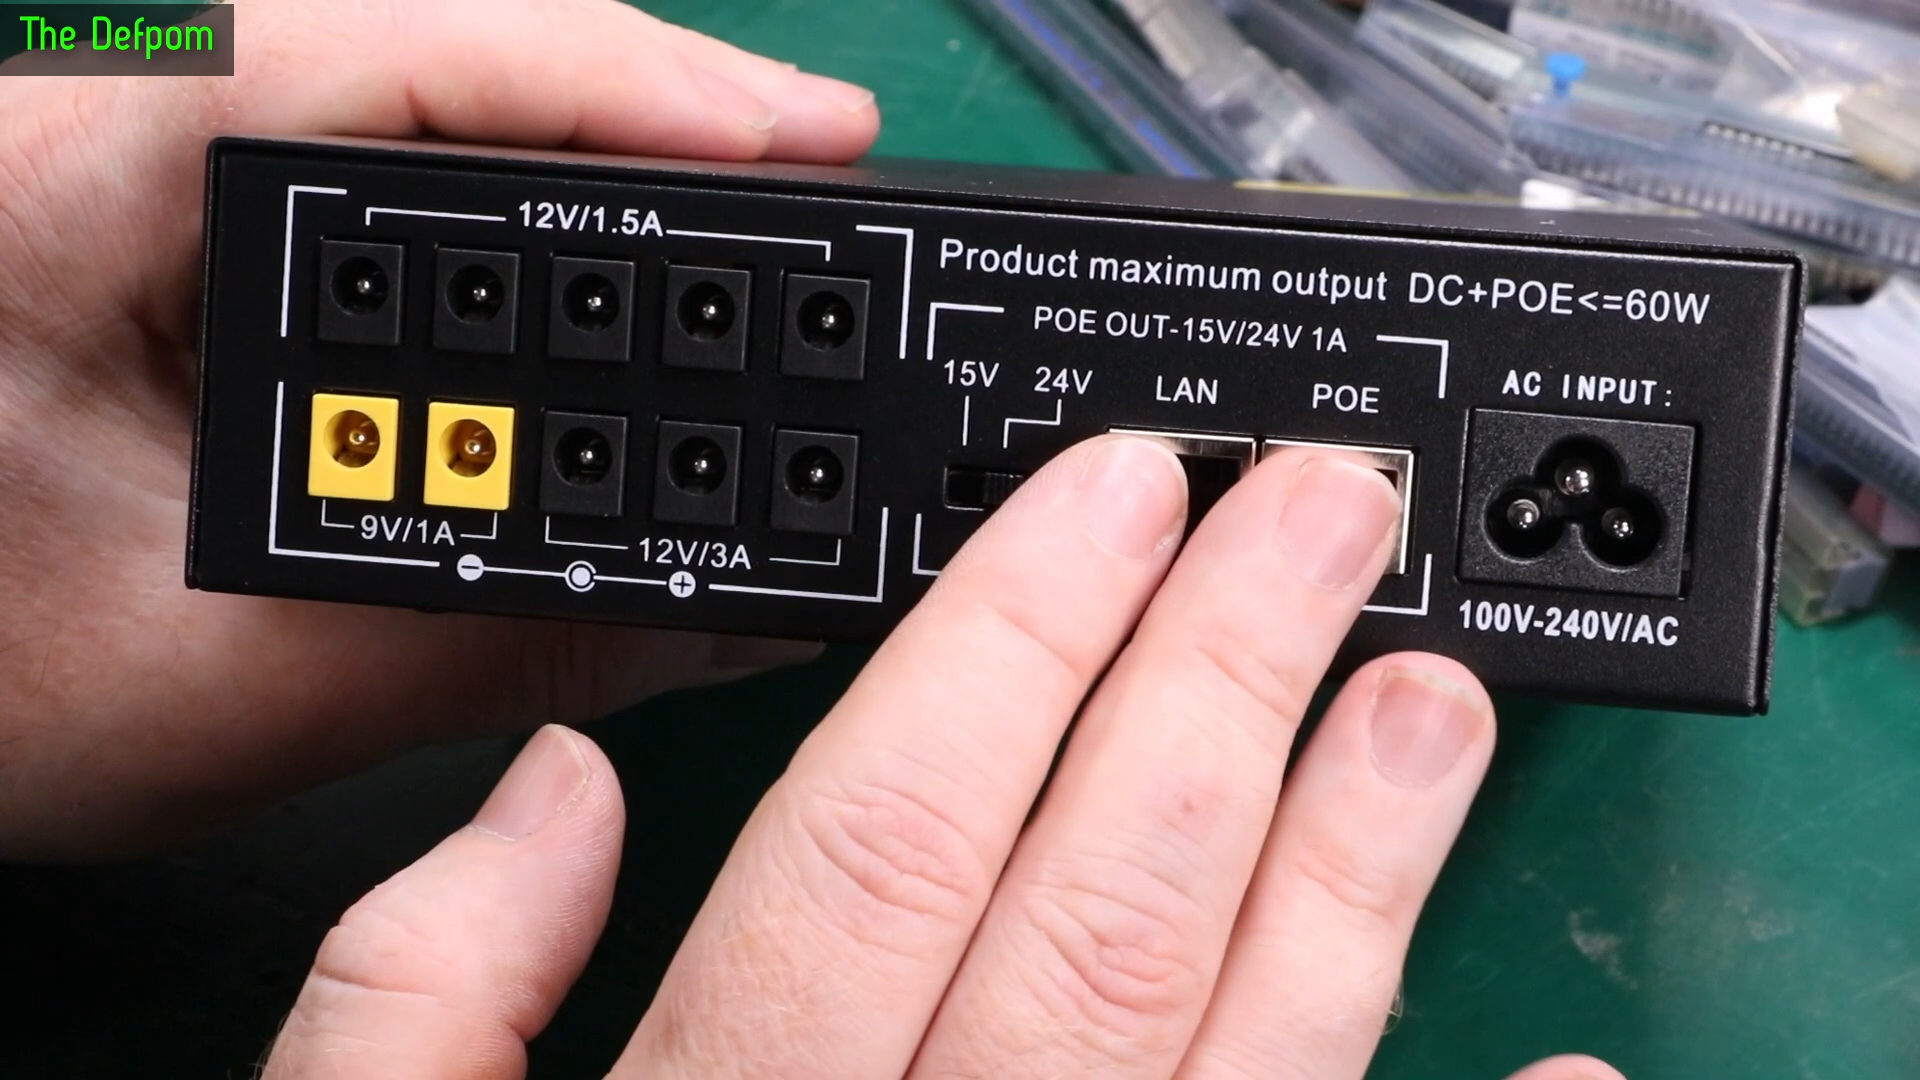 The Defpom
12V/1.5A
Product maximum output DC+POE<=60W
POE OUT-15V/24V 1A
15V 24V LAN POE
AC INPUT:
9V/1A
12V/3A
100V-240V/AC